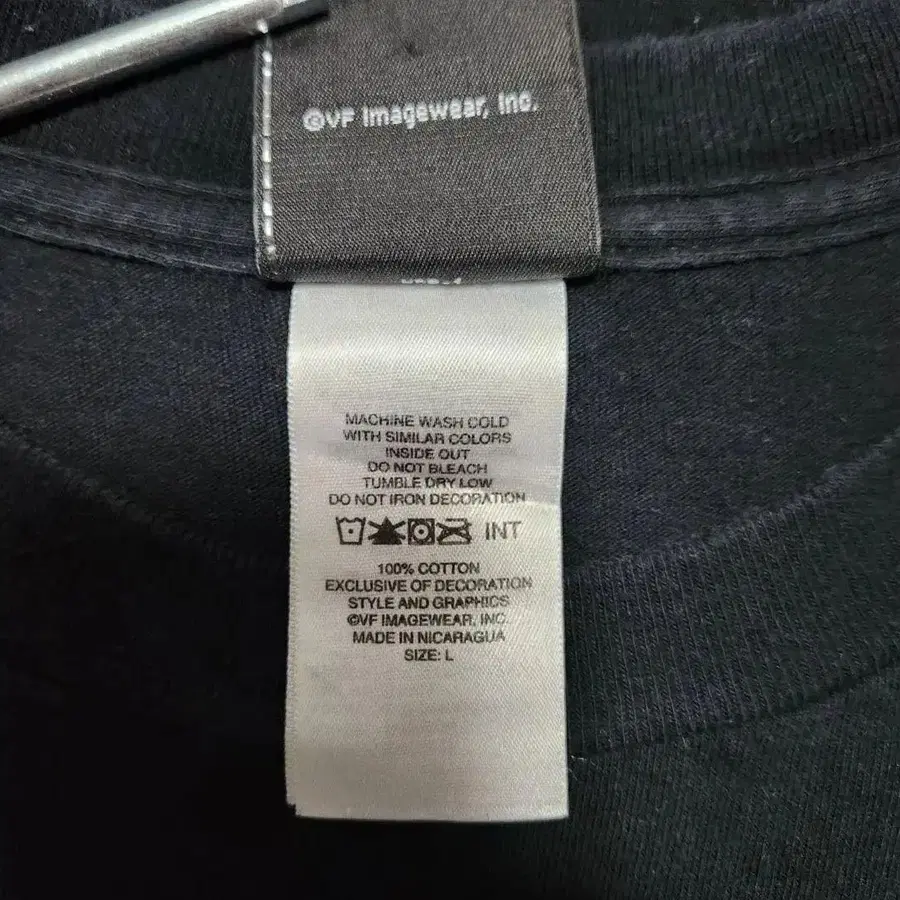 ©VF Imagewear, Inc.
MACHINE WASH COLD
WITH SIMILAR COLORS
INSIDE OUT
DO NOT BLEACH
TUMBLE DRY LOW
DO NOT IRON DECORATION
INT
100% COTTON
EXCLUSIVE OF DECORATION
STYLE AND GRAPHICS
©VF IMAGEWEAR, INC.
MADE IN NICARAGUA
SIZE: L